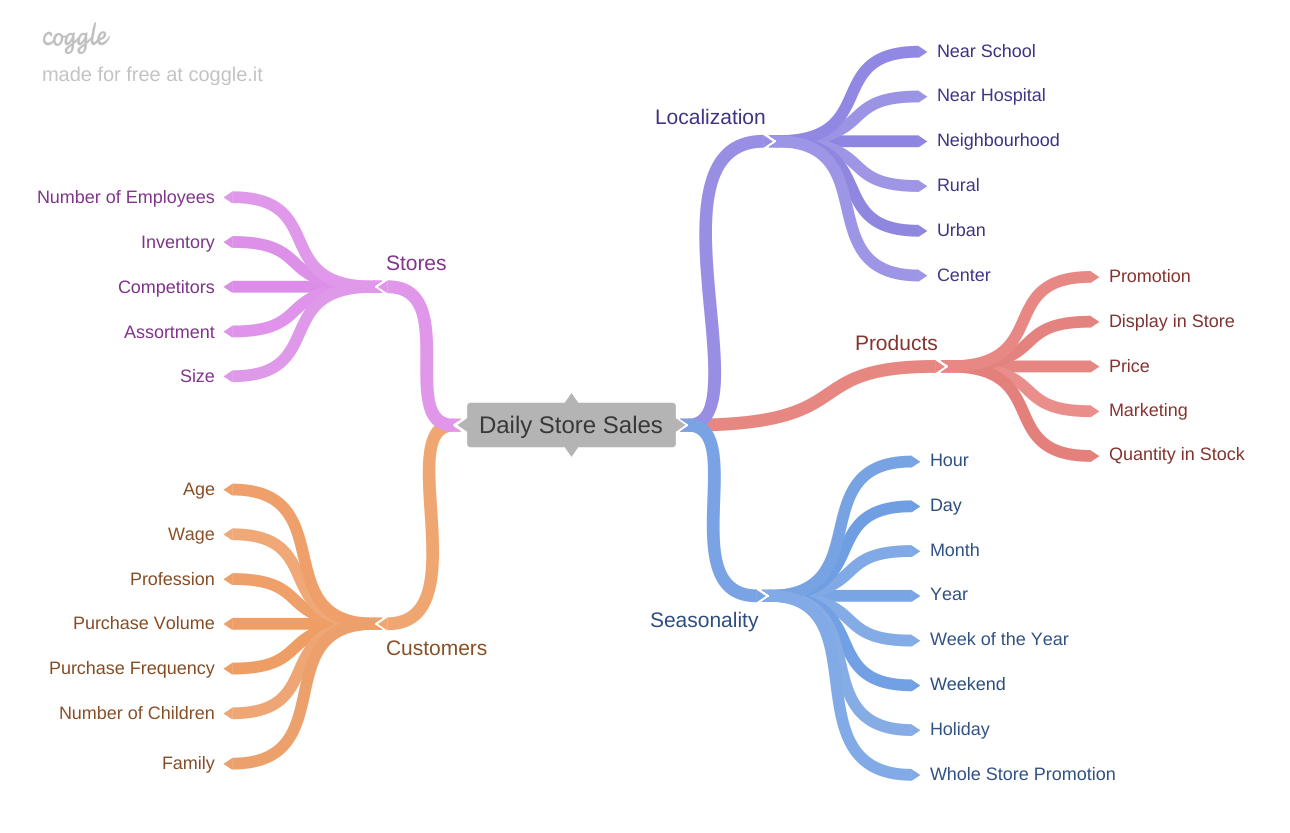 coggle
made for free at coggle.it
Daily Store Sales
Localization
Near School
Near Hospital
Neighbourhood
Rural
Urban
Center
Products
Promotion
Display in Store
Price
Marketing
Quantity in Stock
Seasonality
Hour
Day
Month
Year
Week of the Year
Weekend
Holiday
Whole Store Promotion
Stores
Number of Employees
Inventory
Competitors
Assortment
Size
Customers
Age
Wage
Profession
Purchase Volume
Purchase Frequency
Number of Children
Family